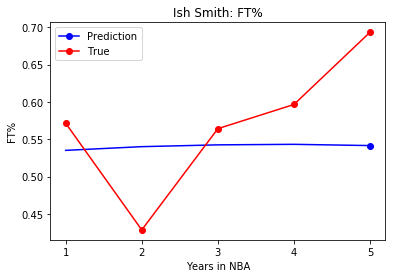 Ish Smith: FT%
Prediction
True
0.70
0.65
0.60
0.55
0.50
0.45
FT%
1 2 3 4 5
Years in NBA